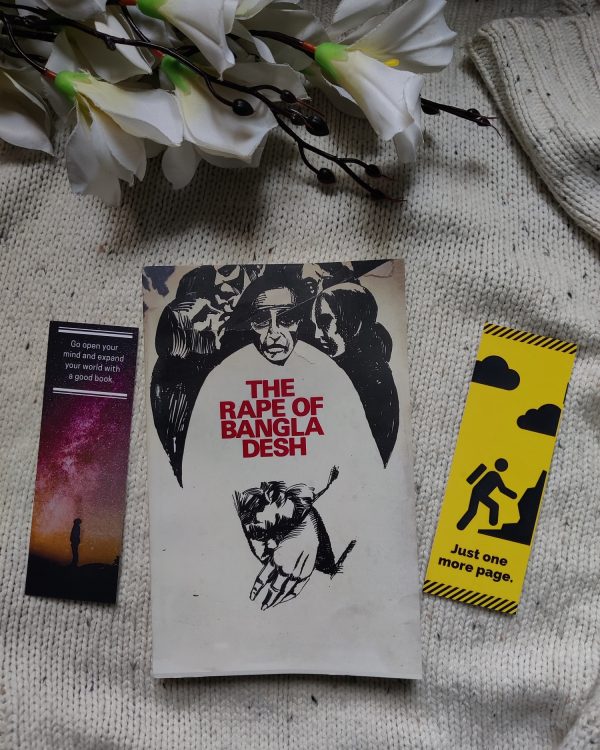 Go open your
mind and expand
your world with
a good book.
THE
RAPE OF
BANGLA
DESH
Just one
more page.